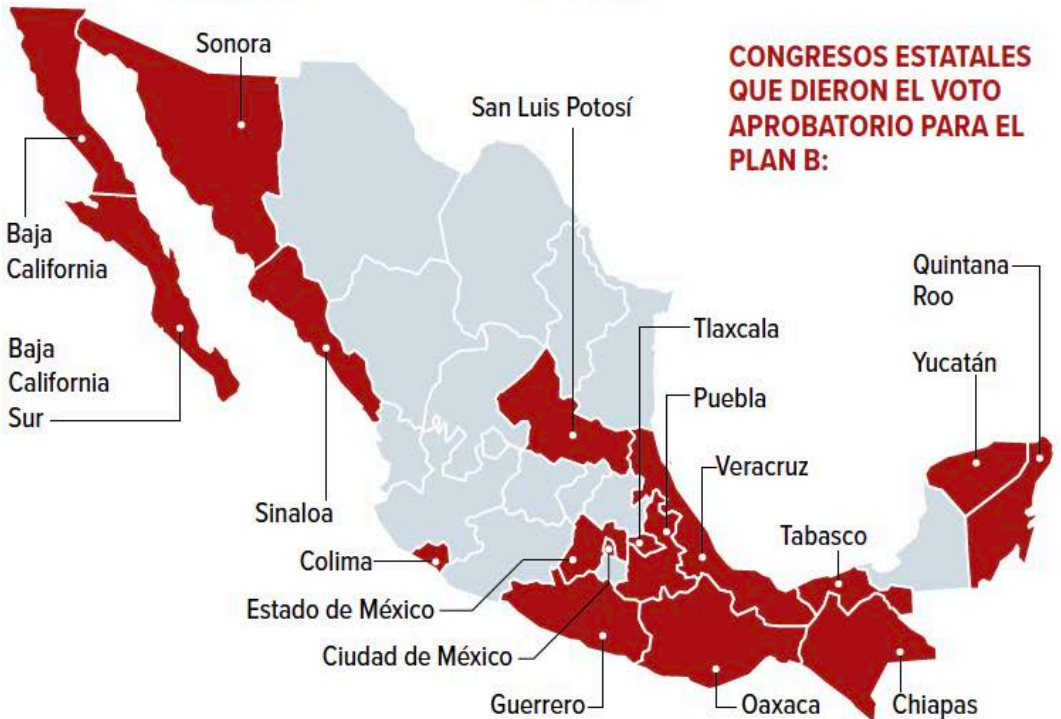 CONGRESOS ESTATALES
QUE DIERON EL VOTO
APROBATORIO PARA EL
PLAN B:
Sonora
San Luis Potosí
Baja
California
Baja
California
Sur
Sinaloa
Colima
Estado de México
Ciudad de México
Guerrero
Oaxaca
Chiapas
Tabasco
Veracruz
Puebla
Tlaxcala
Yucatán
Quintana
Roo